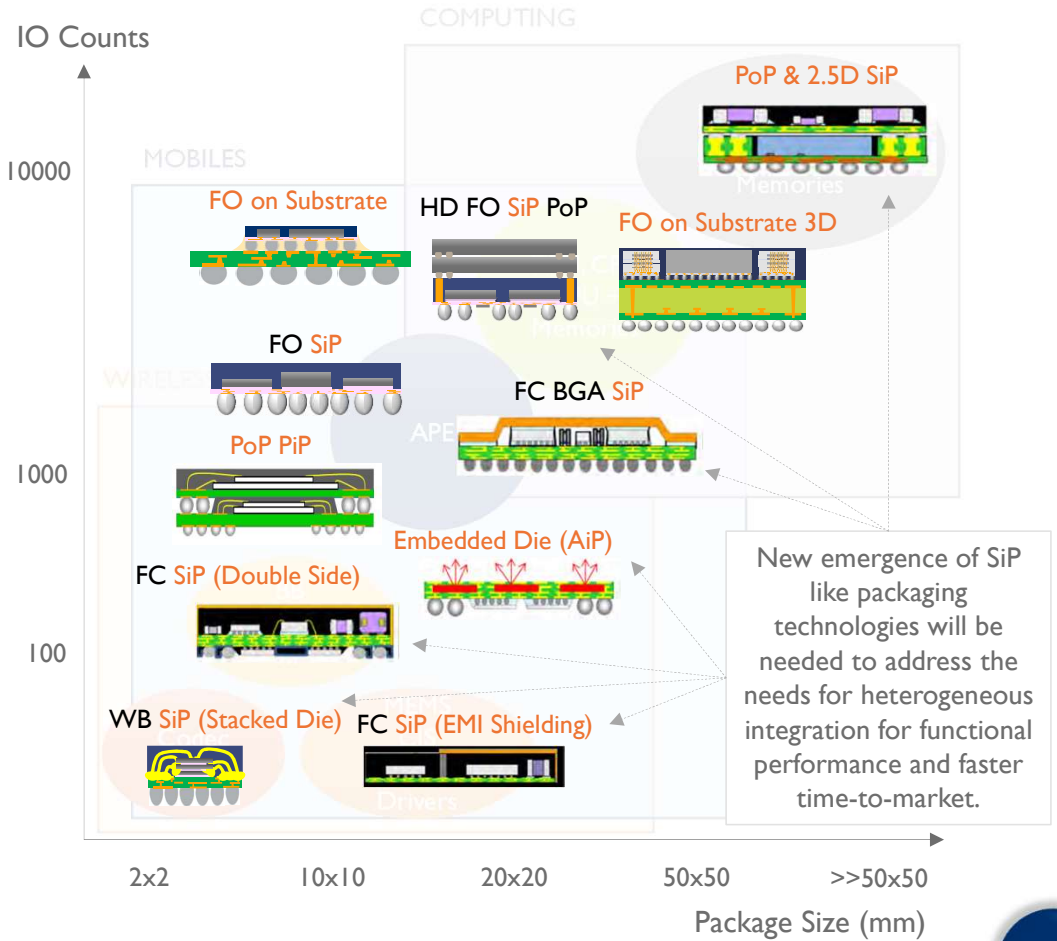 COMPUTING
IO Counts
PoP & 2.5D SiP
10000
MOBILES
Memories
FO on Substrate
HD FO SiP PoP
FO on Substrate 3D
Memories
FO SiP
WIRELESS
FC BGA SiP
APE
PoP PiP
1000
Embedded Die (AiP)
New emergence of SiP
like packaging
technologies will be
needed to address the
needs for heterogeneous
integration for functional
performance and faster
time-to-market.
FC SiP (Double Side)
100
MEMS
WB SiP (Stacked Die)
FC SiP (EMI Shielding)
Codec
Drivers
2x2
10x10
20x20
50x50
>>50x50
Package Size (mm)